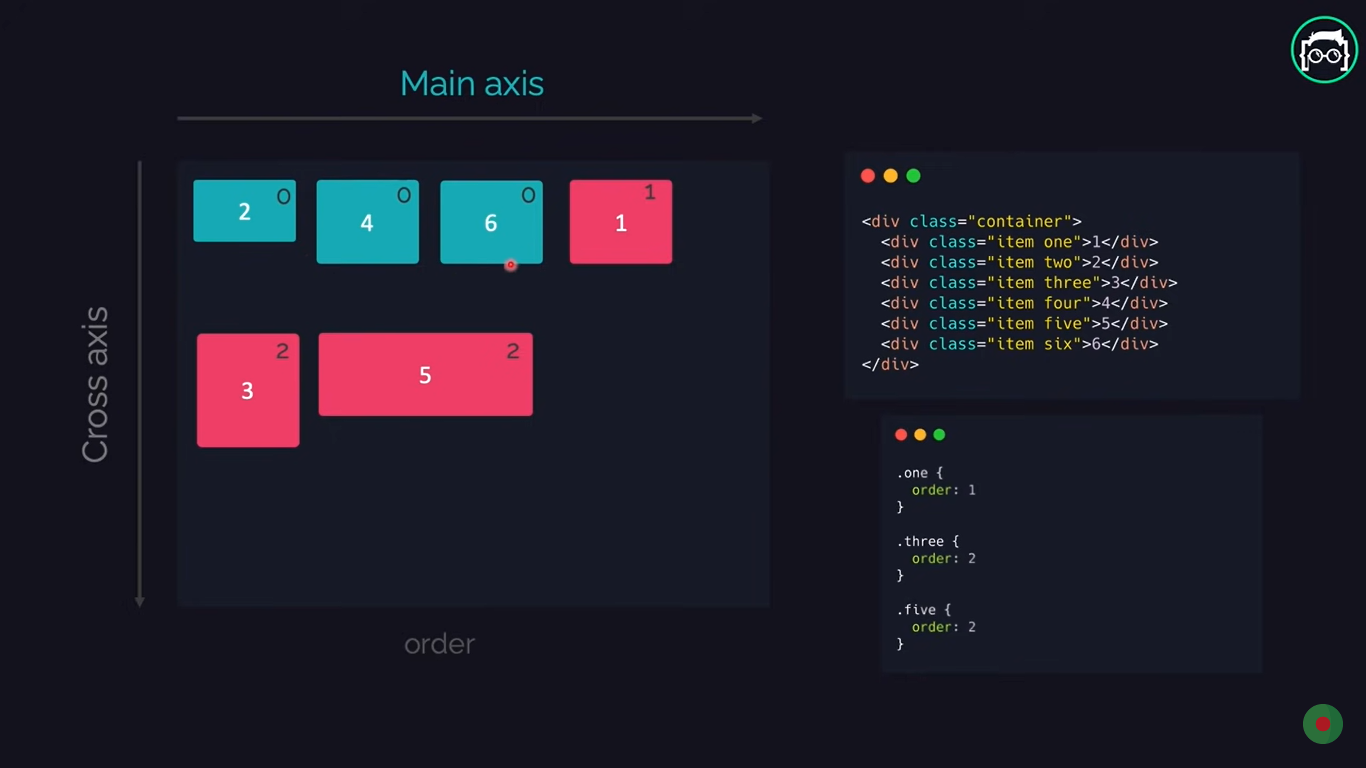 Main axis
Cross axis
2 0
4 0
6 0
1 1
3 2
5 2
order
<div class="container">
  <div class="item one">1</div>
  <div class="item two">2</div>
  <div class="item three">3</div>
  <div class="item four">4</div>
  <div class="item five">5</div>
  <div class="item six">6</div>
</div>
.one {
  order: 1
}
.three {
  order: 2
}
.five {
  order: 2
}